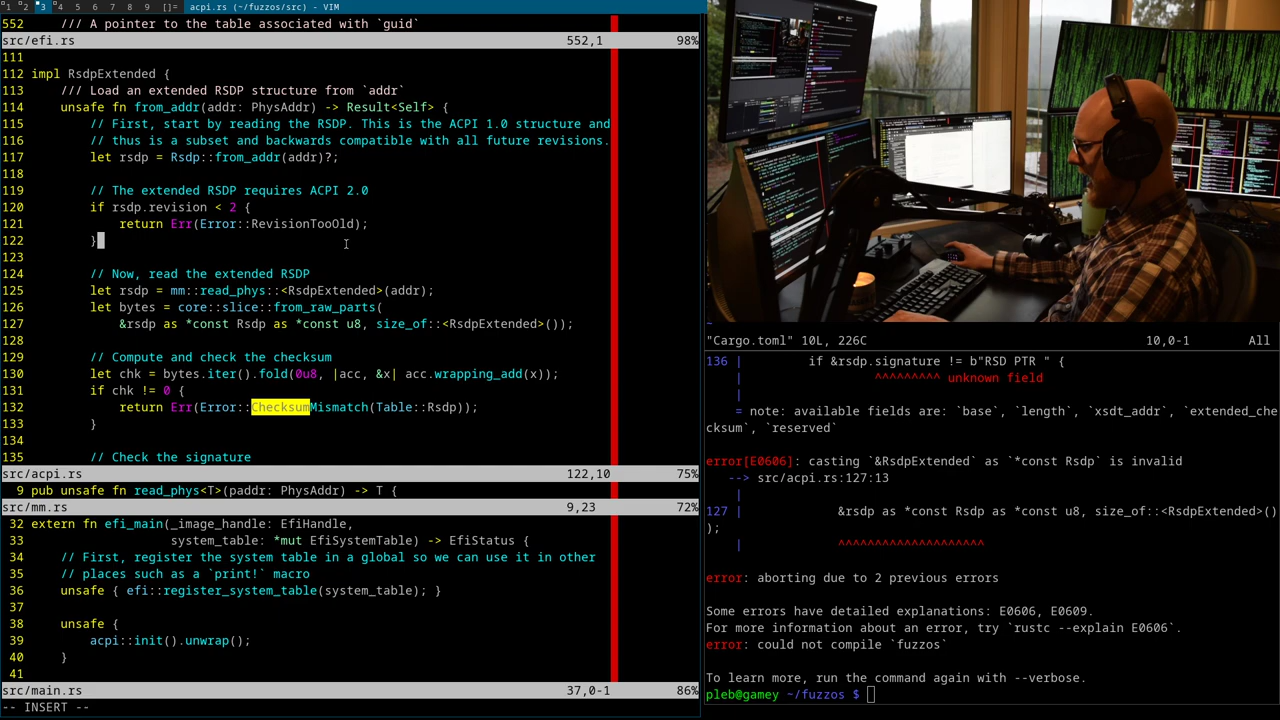 1 2 3 4 5 6 7 8 9 []= acpi.rs (~/fuzzos/src) - VIM
552     /// A pointer to the table associated with `guid`
src/efi.rs 552,1 98%
111
112 impl RsdpExtended {
113     /// Load an extended RSDP structure from `addr`
114     unsafe fn from_addr(addr: PhysAddr) -> Result<Self> {
115         // First, start by reading the RSDP. This is the ACPI 1.0 structure and
116         // thus is a subset and backwards compatible with all future revisions.
117         let rsdp = Rsdp::from_addr(addr)?;
118
119         // The extended RSDP requires ACPI 2.0
120         if rsdp.revision < 2 {
121             return Err(Error::RevisionTooOld);
122         }
123
124         // Now, read the extended RSDP
125         let rsdp = mm::read_phys::<RsdpExtended>(addr);
126         let bytes = core::slice::from_raw_parts(
127             &rsdp as *const Rsdp as *const u8, size_of::<RsdpExtended>());
128
129         // Compute and check the checksum
130         let chk = bytes.iter().fold(0u8, |acc, &x| acc.wrapping_add(x));
131         if chk != 0 {
132             return Err(Error::ChecksumMismatch(Table::Rsdp));
133         }
134
135         // Check the signature
src/acpi.rs 122,10 75%
9 pub unsafe fn read_phys<T>(paddr: PhysAddr) -> T {
src/mm.rs 9,23 72%
32 extern fn efi_main(_image_handle: EfiHandle,
33                    system_table: *mut EfiSystemTable) -> EfiStatus {
34     // First, register the system table in a global so we can use it in other
35     // places such as a `print!` macro
36     unsafe { efi::register_system_table(system_table); }
37
38     unsafe {
39         acpi::init().unwrap();
40     }
41
src/main.rs 37,0-1 86%
-- INSERT --
~
"Cargo.toml" 10L, 226C 10,0-1 All
136 |         if &rsdp.signature != b"RSD PTR " {
    |                  ^^^^^^^^^ unknown field
    |
    = note: available fields are: `base`, `length`, `xsdt_addr`, `extended_che
cksum`, `reserved`
error[E0606]: casting `&RsdpExtended` as `*const Rsdp` is invalid
   --> src/acpi.rs:127:13
    |
127 |             &rsdp as *const Rsdp as *const u8, size_of::<RsdpExtended>()
);
    |             ^^^^^^^^^^^^^^^^^^^^
error: aborting due to 2 previous errors
Some errors have detailed explanations: E0606, E0609.
For more information about an error, try `rustc --explain E0606`.
error: could not compile `fuzzos`
To learn more, run the command again with --verbose.
pleb@gamey ~/fuzzos $